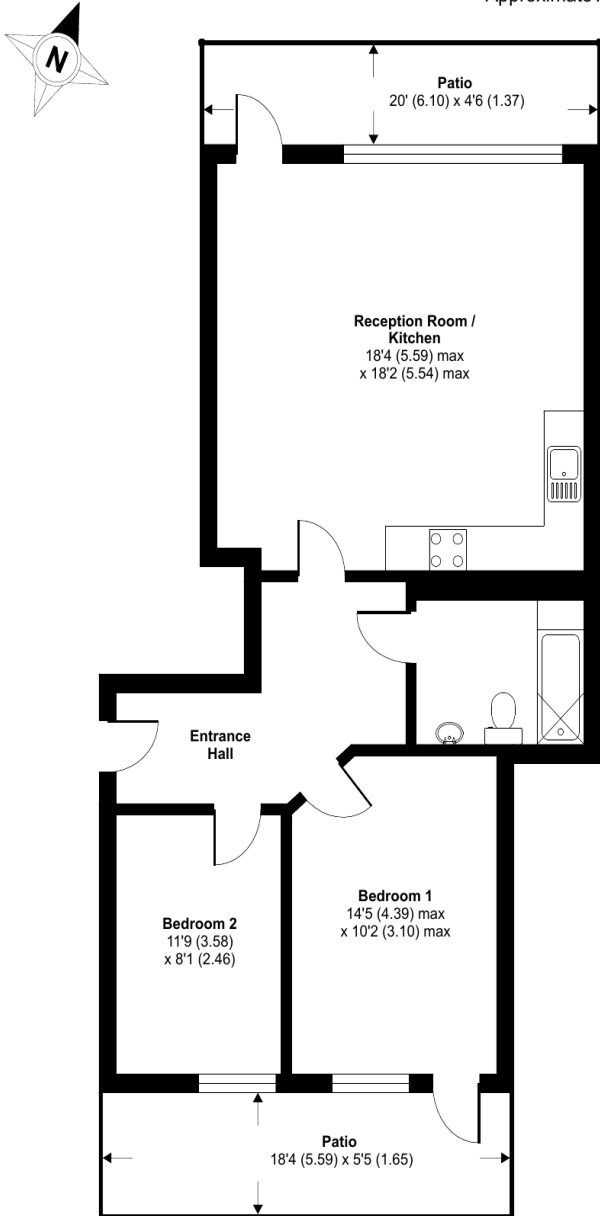 Approximate
N
Patio
20' (6.10) x 4'6 (1.37)
Reception Room /
Kitchen
18'4 (5.59) max
x 18'2 (5.54) max
Entrance
Hall
Bedroom 1
14'5 (4.39) max
x 10'2 (3.10) max
Bedroom 2
11'9 (3.58)
x 8'1 (2.46)
Patio
18'4 (5.59) x 5'5 (1.65)